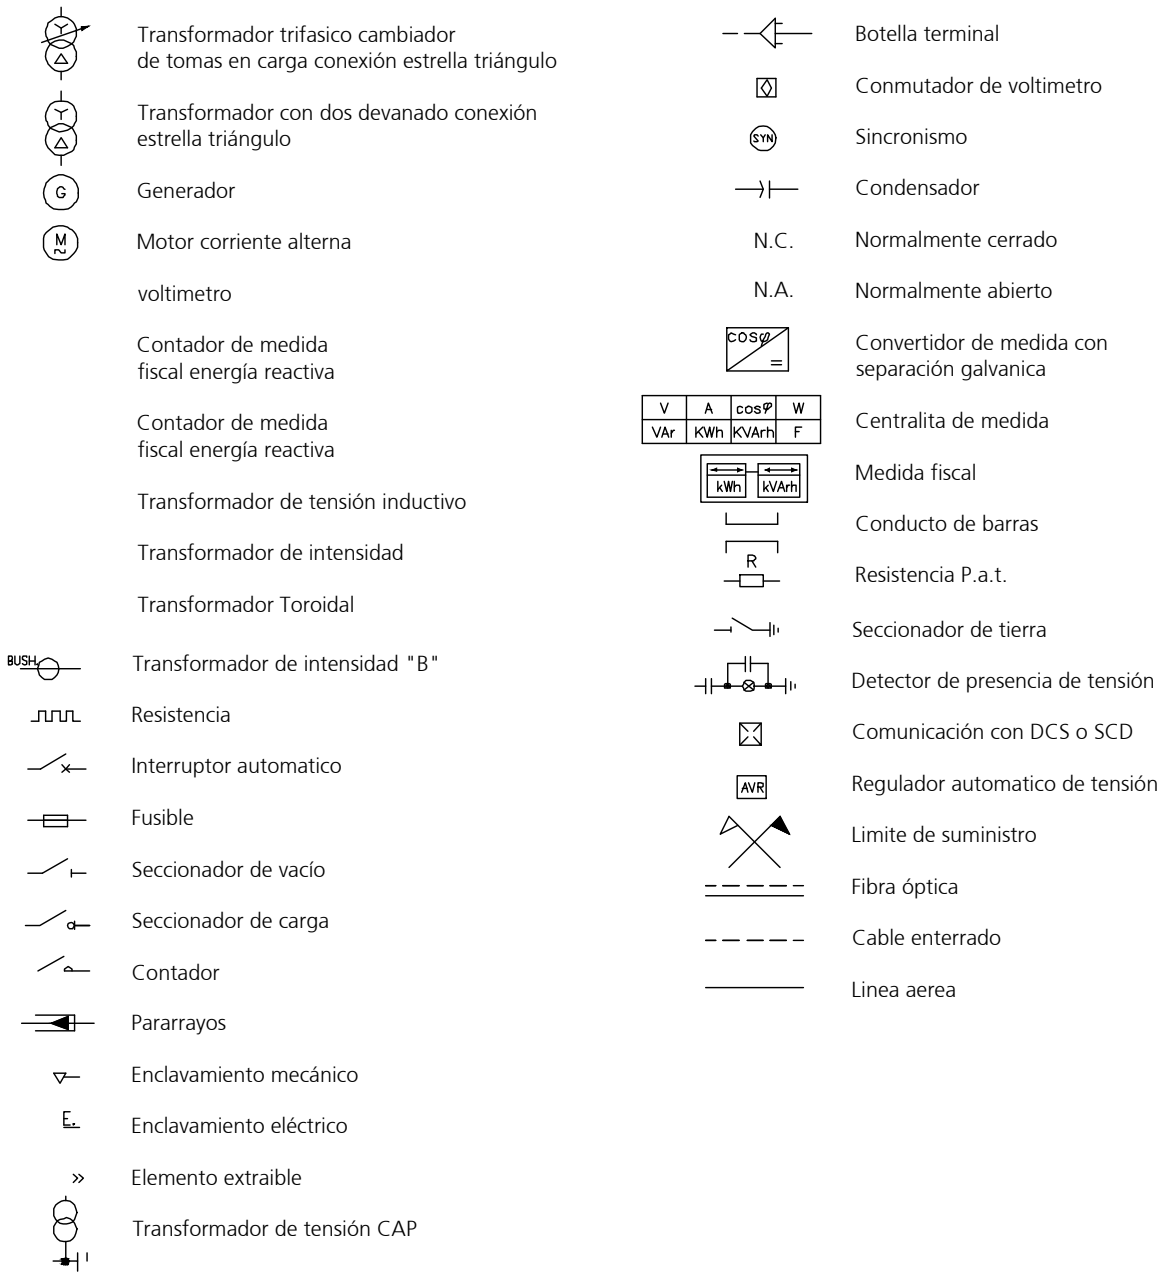 Transformador trifasico cambiador
de tomas en carga conexión estrella triángulo
Transformador con dos devanado conexión
estrella triángulo
G
Generador
M
Motor corriente alterna
voltimetro
Contador de medida
fiscal energía reactiva
Contador de medida
fiscal energía reactiva
Transformador de tensión inductivo
Transformador de intensidad
Transformador Toroidal
BUSH.
Transformador de intensidad "B"
Resistencia
Interruptor automatico
Fusible
Seccionador de vacío
Seccionador de carga
Contador
Pararrayos
Enclavamiento mecánico
E.
Enclavamiento eléctrico
Elemento extraible
Transformador de tensión CAP
Botella terminal
Conmutador de voltimetro
SYN
Sincronismo
Condensador
N.C.
Normalmente cerrado
N.A.
Normalmente abierto
cosφ
=
Convertidor de medida con
separación galvanica
V A cosφ W
VAr KWh KVArh F
Centralita de medida
kWh kVArh
Medida fiscal
Conducto de barras
R
Resistencia P.a.t.
Seccionador de tierra
Detector de presencia de tensión
Comunicación con DCS o SCD
AVR
Regulador automatico de tensión
Limite de suministro
Fibra óptica
Cable enterrado
Linea aerea